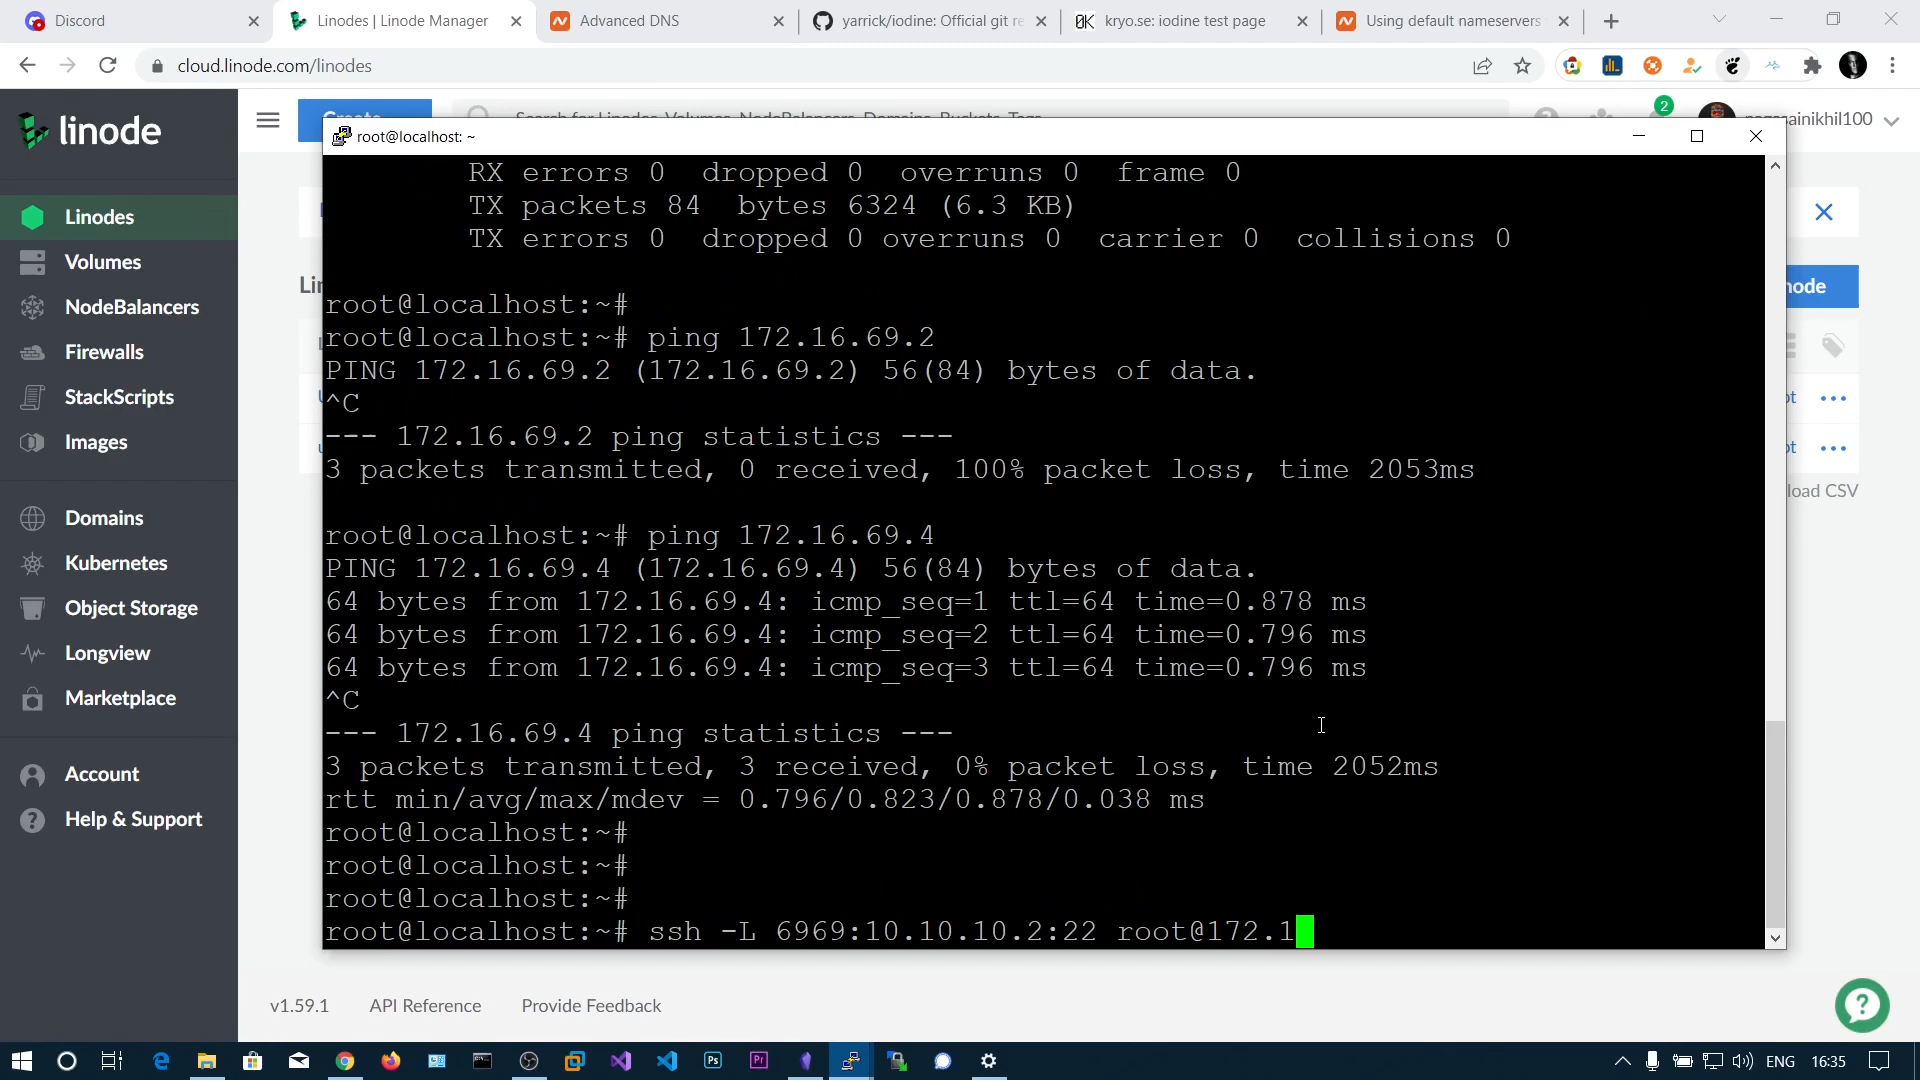 Discord
Linodes | Linode Manager
Advanced DNS
yarrick/iodine: Official git re
kryo.se: iodine test page
Using default nameservers
cloud.linode.com/linodes
linode
2
nagasainikhil100
root@localhost: ~
RX errors 0  dropped 0  overruns 0  frame 0
TX packets 84  bytes 6324 (6.3 KB)
TX errors 0  dropped 0 overruns 0  carrier 0  collisions 0
root@localhost:~#
root@localhost:~# ping 172.16.69.2
PING 172.16.69.2 (172.16.69.2) 56(84) bytes of data.
^C
--- 172.16.69.2 ping statistics ---
3 packets transmitted, 0 received, 100% packet loss, time 2053ms
root@localhost:~# ping 172.16.69.4
PING 172.16.69.4 (172.16.69.4) 56(84) bytes of data.
64 bytes from 172.16.69.4: icmp_seq=1 ttl=64 time=0.878 ms
64 bytes from 172.16.69.4: icmp_seq=2 ttl=64 time=0.796 ms
64 bytes from 172.16.69.4: icmp_seq=3 ttl=64 time=0.796 ms
^C
--- 172.16.69.4 ping statistics ---
3 packets transmitted, 3 received, 0% packet loss, time 2052ms
rtt min/avg/max/mdev = 0.796/0.823/0.878/0.038 ms
root@localhost:~#
root@localhost:~#
root@localhost:~#
root@localhost:~# ssh -L 6969:10.10.10.2:22 root@172.1
Linodes
Volumes
NodeBalancers
Firewalls
StackScripts
Images
Domains
Kubernetes
Object Storage
Longview
Marketplace
Account
Help & Support
v1.59.1
API Reference
Provide Feedback
ENG
16:35